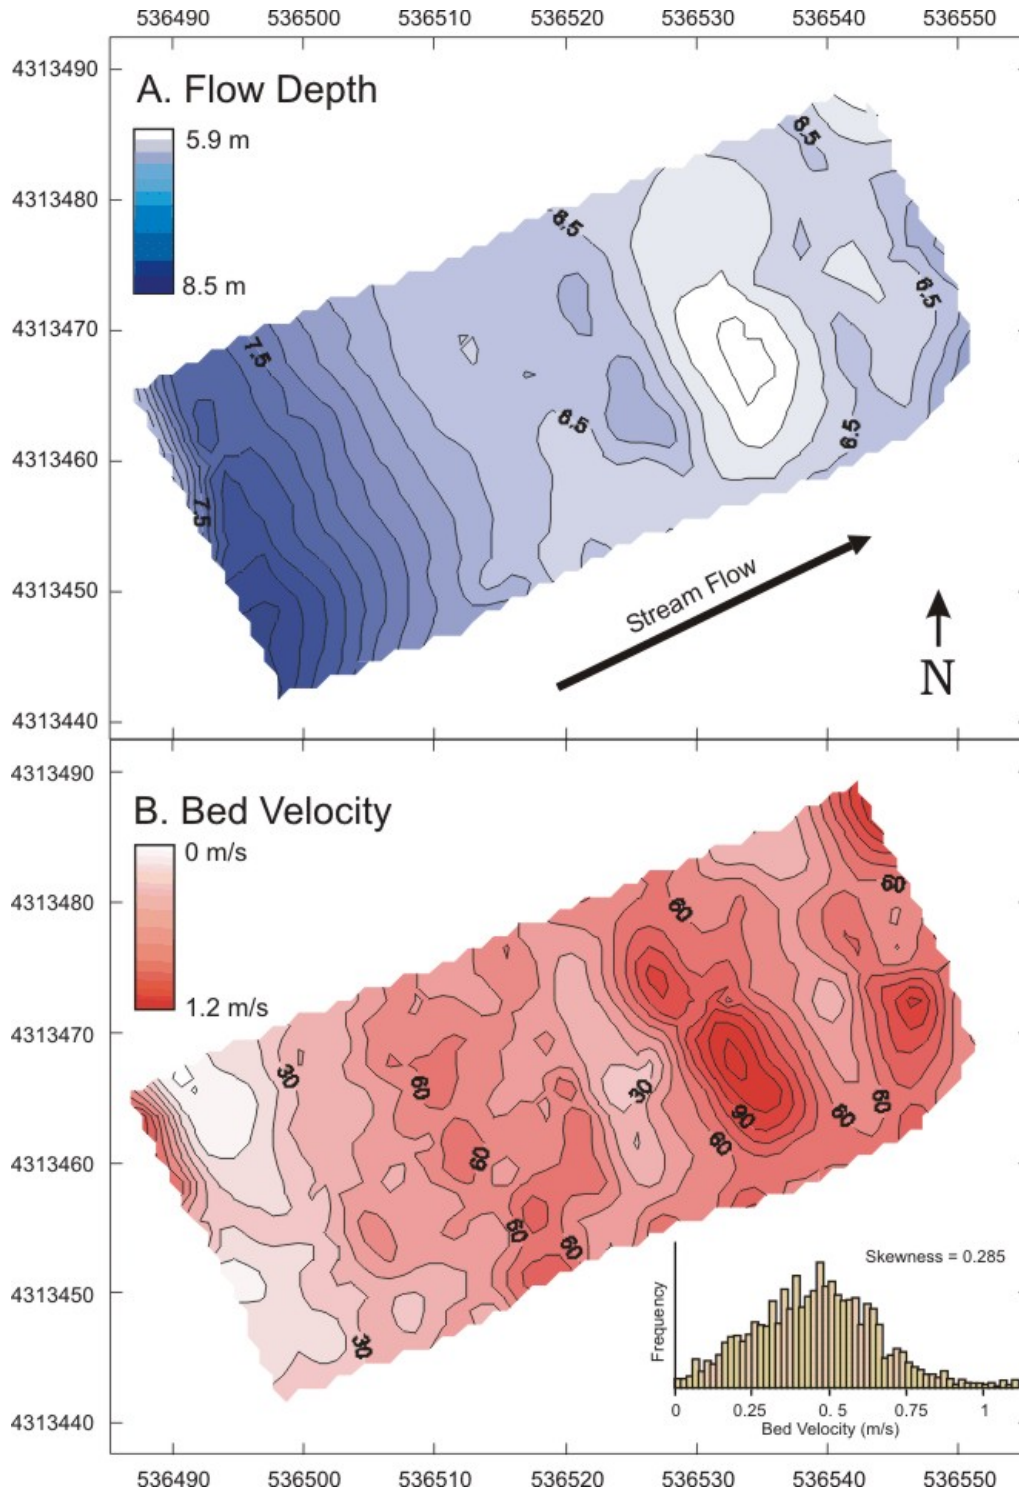 536490 536500 536510 536520 536530 536540 536550
4313490
A. Flow Depth
5.9 m
8.5 m
6.5
4313480
6.5
6.5
4313470
7.5
6.5
6.5
4313460
7.5
4313450
Stream Flow
N
4313440
4313490
B. Bed Velocity
0 m/s
1.2 m/s
60
4313480
60
4313470
30
60
30
90
60
60
60
4313460
60
60
60
4313450
30
Skewness = 0.285
Frequency
0 0.25 0. 5 0.75 1
Bed Velocity (m/s)
4313440
536490 536500 536510 536520 536530 536540 536550